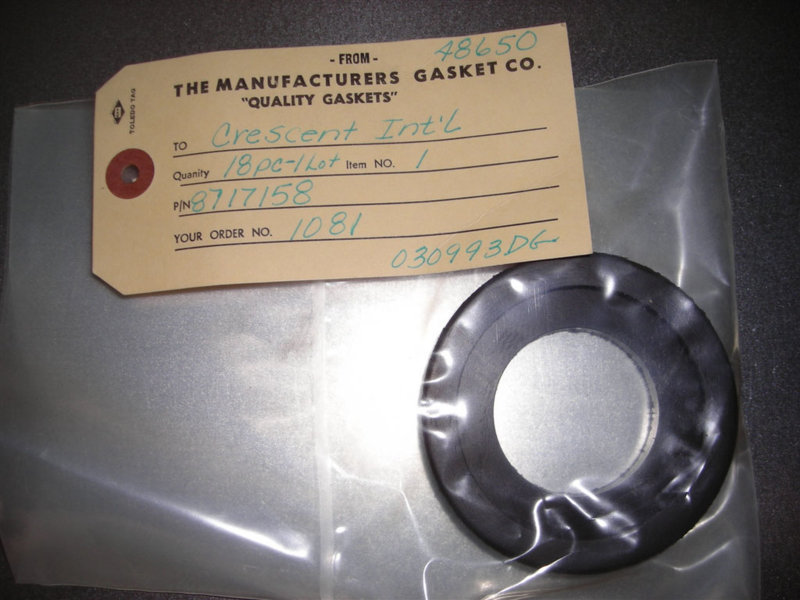 - FROM -
48650
THE MANUFACTURERS GASKET CO.
"QUALITY GASKETS"
TO Crescent Int'l
Quanity 18pc-1Lot Item NO. 1
P/N 8717158
YOUR ORDER NO. 1081
030993DG
TOLEDO TAG